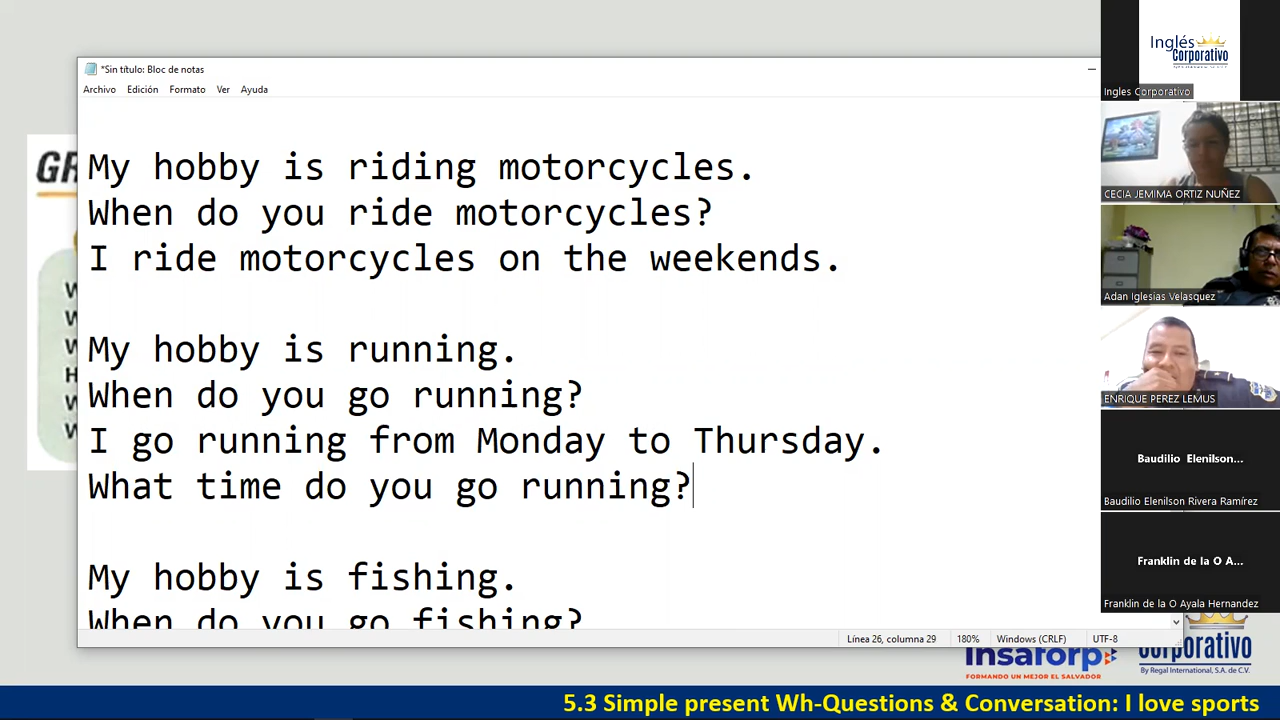 *Sin título: Bloc de notas
Archivo Edición Formato Ver Ayuda
GR
My hobby is riding motorcycles.
When do you ride motorcycles?
I ride motorcycles on the weekends.
My hobby is running.
When do you go running?
I go running from Monday to Thursday.
What time do you go running?
My hobby is fishing.
When do you go fishing?
Línea 26, columna 29 180% Windows (CRLF) UTF-8
Inglés
Corporativo
Ingles Corporativo
CECIA JEMIMA ORTIZ NUÑEZ
Adan Iglesias Velasquez
ENRIQUE PEREZ LEMUS
Baudilio Elenilson...
Baudilio Elenilson Rivera Ramírez
Franklin de la O A...
Franklin de la O Ayala Hernandez
Insaforp
FORMANDO UN MEJOR EL SALVADOR
Corporativo
By Regal International, S.A. de C.V.
5.3 Simple present Wh-Questions & Conversation: I love sports